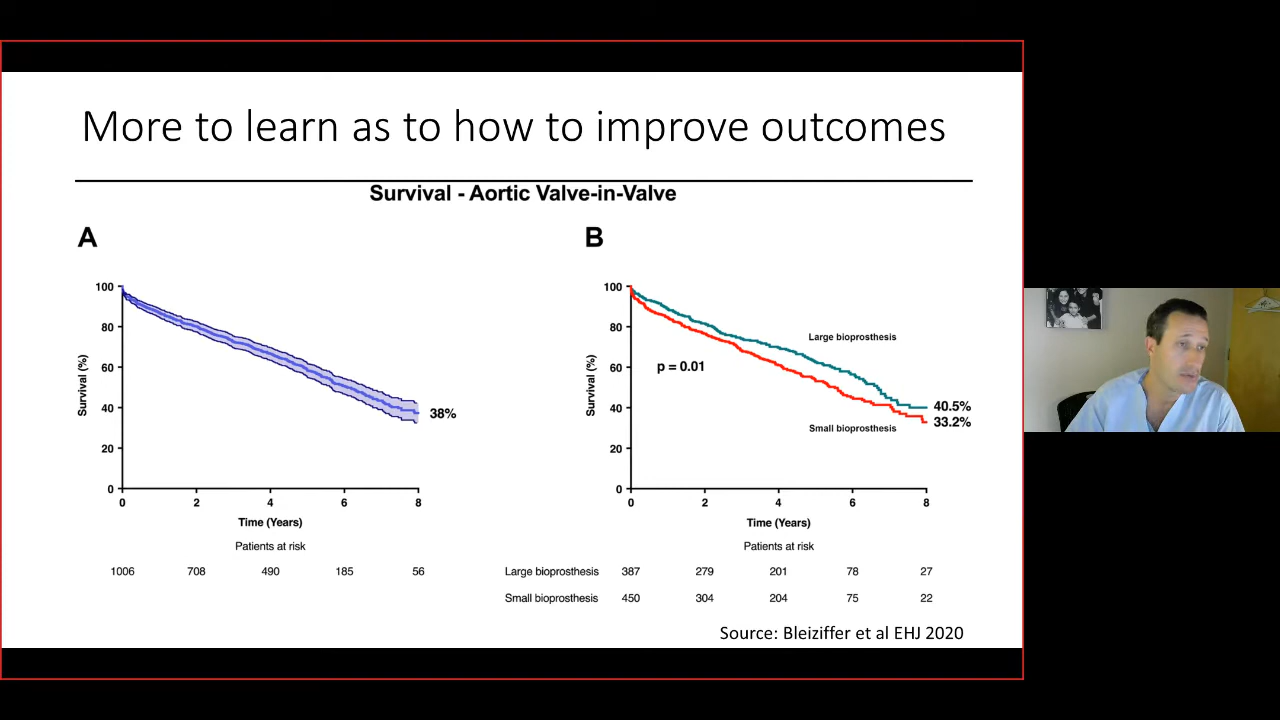 More to learn as to how to improve outcomes
Survival - Aortic Valve-in-Valve
A
100
80
60
40
20
0
Survival (%)
38%
0 2 4 6 8
Time (Years)
Patients at risk
1006 708 490 185 56
B
100
80
60
40
20
0
Survival (%)
Large bioprosthesis
p = 0.01
40.5%
33.2%
Small bioprosthesis
0 2 4 6 8
Time (Years)
Patients at risk
Large bioprosthesis 387 279 201 78 27
Small bioprosthesis 450 304 204 75 22
Source: Bleiziffer et al EHJ 2020